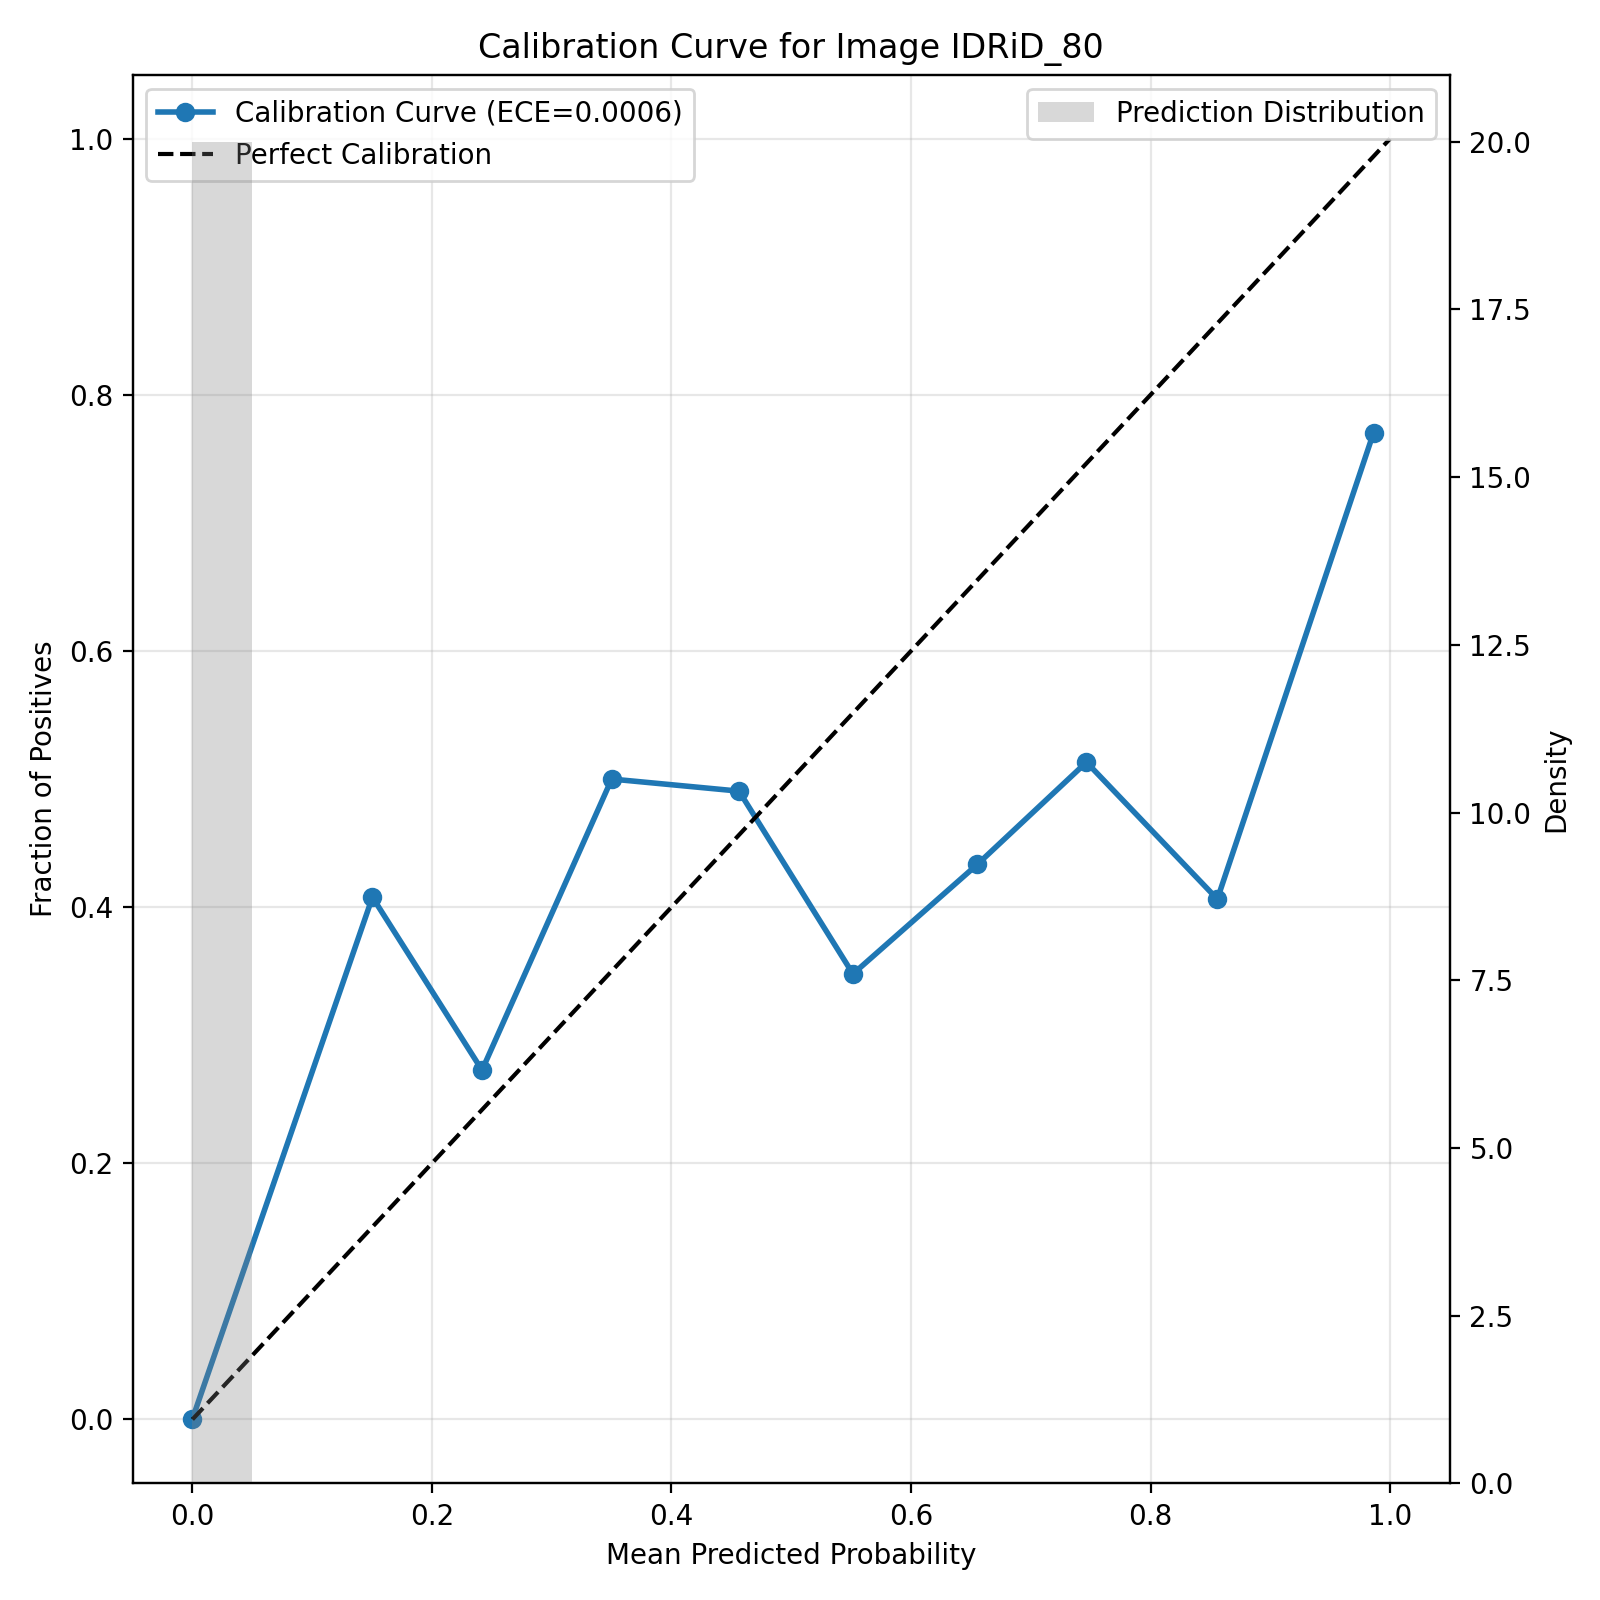 Calibration Curve for Image IDRiD_80
Calibration Curve (ECE=0.0006)
Perfect Calibration
Prediction Distribution
1.0
0.8
0.6
0.4
0.2
0.0
Fraction of Positives
20.0
17.5
15.0
12.5
10.0
7.5
5.0
2.5
0.0
Density
0.0 0.2 0.4 0.6 0.8 1.0
Mean Predicted Probability